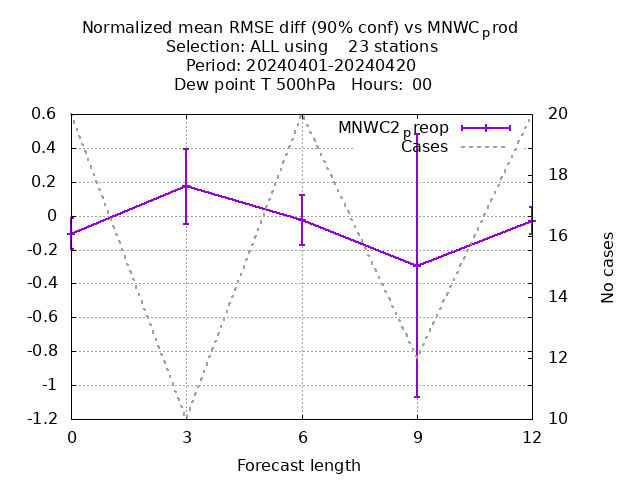 Normalized mean RMSE diff (90% conf) vs MNWCprod
Selection: ALL using 23 stations
Period: 20240401-20240420
Dew point T 500hPa Hours: 00
MNWC2preop
Cases
0.6
0.4
0.2
0
-0.2
-0.4
-0.6
-0.8
-1
-1.2
20
18
16
14
12
10
No cases
0 3 6 9 12
Forecast length